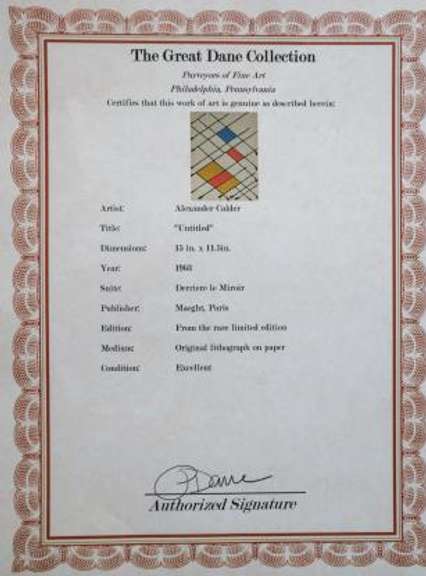 The Great Dane Collection
Purveyors of Fine Art
Philadelphia, Pennsylvania
Certifies that this work of art is genuine as described herein:
Artist: Alexander Calder
Title: "Untitled"
Dimensions: 15 in. x 11.5in.
Year: 1968
Suite: Derriere le Miroir
Publisher: Maeght, Paris
Edition: From the rare limited edition
Medium: Original lithograph on paper
Condition: Excellent
Authorized Signature